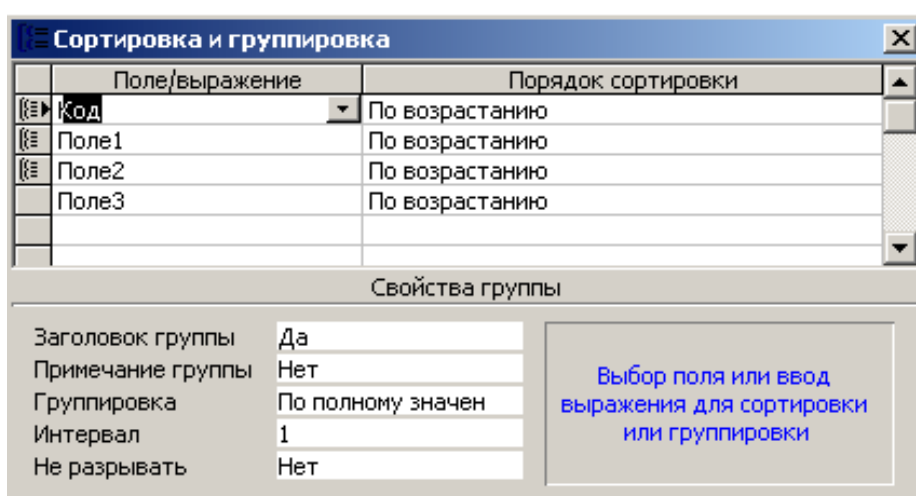 Сортировка и группировка
Поле/выражение Порядок сортировки
Код По возрастанию
Поле1 По возрастанию
Поле2 По возрастанию
Поле3 По возрастанию
Свойства группы
Заголовок группы Да
Примечание группы Нет
Группировка По полному значен
Интервал 1
Не разрывать Нет
Выбор поля или ввод
выражения для сортировки
или группировки